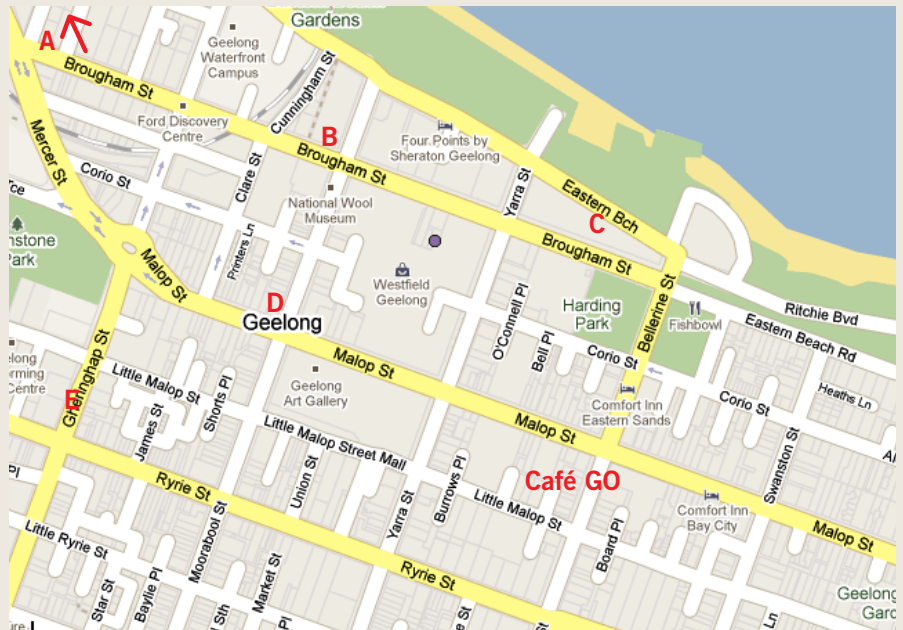 Gardens
A
Geelong
Waterfront
Campus
Brougham St
Cunningham St
Ford Discovery
Centre
B
Four Points by
Sheraton Geelong
Mercer St
Corio St
Clare St
Brougham St
National Wool
Museum
Yarra St
Eastern Bch
C
Printers Ln
Brougham St
Malop St
Westfield
Geelong
D
Geelong
O'Connell Pl
Harding
Park
Bellerine St
Fishbowl
Ritchie Bvd
Eastern Beach Rd
Bell Pl
Corio St
Gheringhap St
Malop St
Little Malop St
Shorts Pl
Geelong
Art Gallery
Comfort Inn
Eastern Sands
Corio St
Heaths Ln
E
James St
Malop St
Little Malop Street Mall
Café GO
Swanston St
Ryrie St
Union St
Yarra St
Burrows Pl
Little Malop St
Comfort Inn
Bay City
Malop St
Little Ryrie St
Moorabool St
Board Pl
Ryrie St
Star St
Baylie Pl
Market St
Geelong